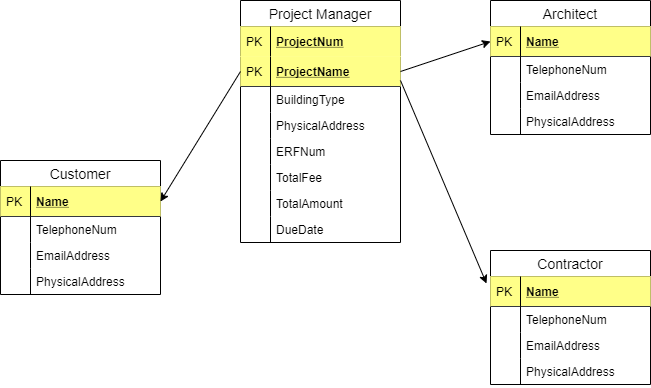 Project Manager
PK ProjectNum
PK ProjectName
BuildingType
PhysicalAddress
ERFNum
TotalFee
TotalAmount
DueDate
Architect
PK Name
TelephoneNum
EmailAddress
PhysicalAddress
Customer
PK Name
TelephoneNum
EmailAddress
PhysicalAddress
Contractor
PK Name
TelephoneNum
EmailAddress
PhysicalAddress